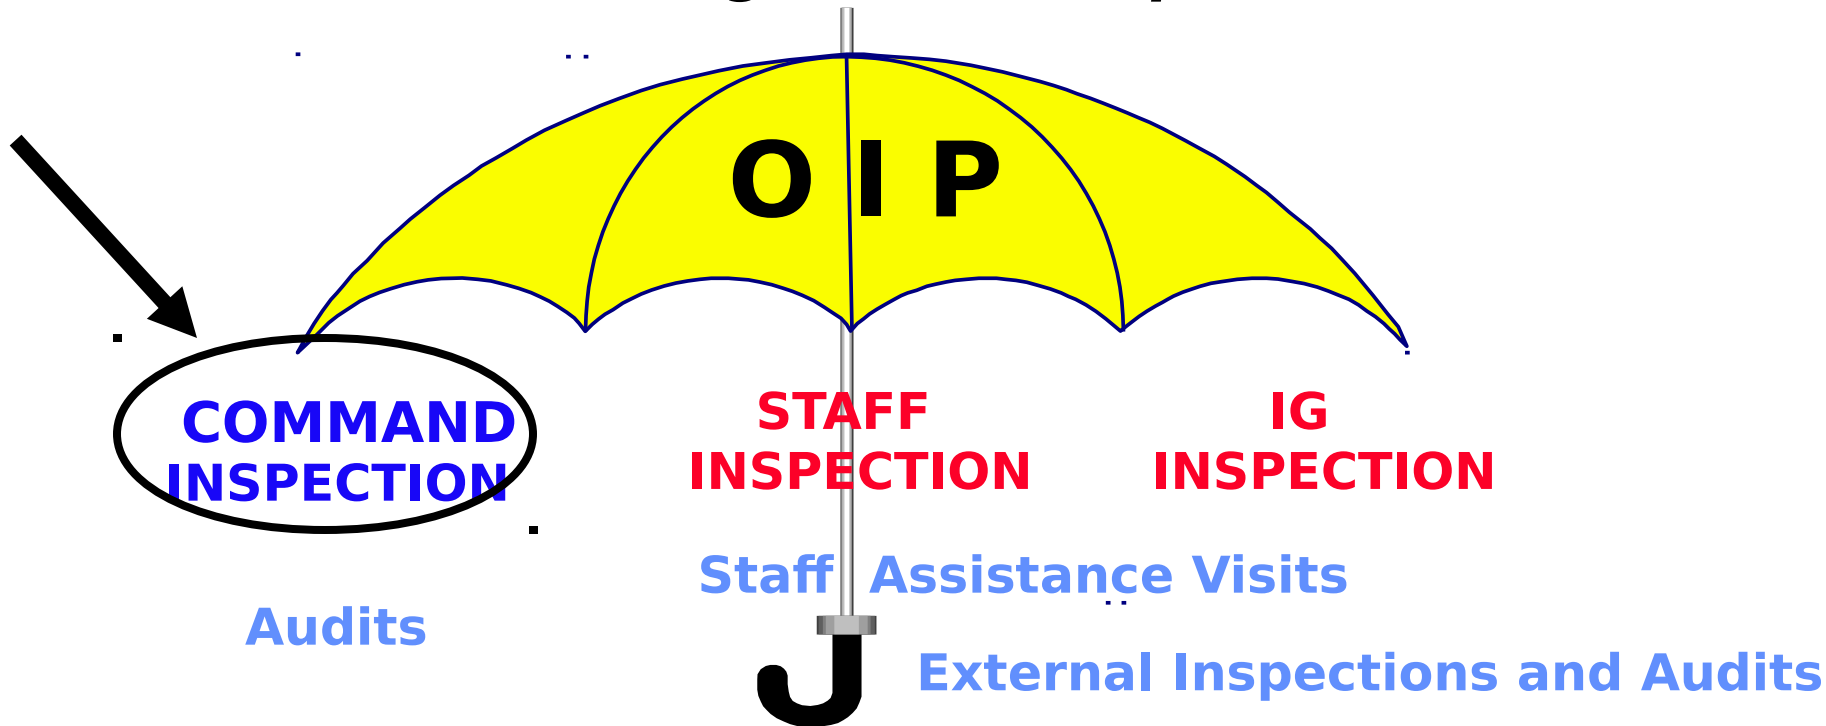 O I P
COMMAND
INSPECTION
STAFF
INSPECTION
IG
INSPECTION
Staff Assistance Visits
Audits
External Inspections and Audits